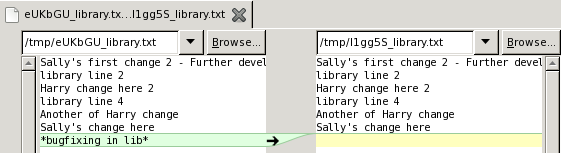 eUKbGU_library.tx...l1gg5S_library.txt
/tmp/eUKbGU_library.txt Browse... /tmp/l1gg5S_library.txt Browse...
Sally's first change 2 - Further devel
library line 2
Harry change here 2
library line 4
Another of Harry change
Sally's change here
*bugfixing in lib*
Sally's first change 2 - Further devel
library line 2
Harry change here 2
library line 4
Another of Harry change
Sally's change here